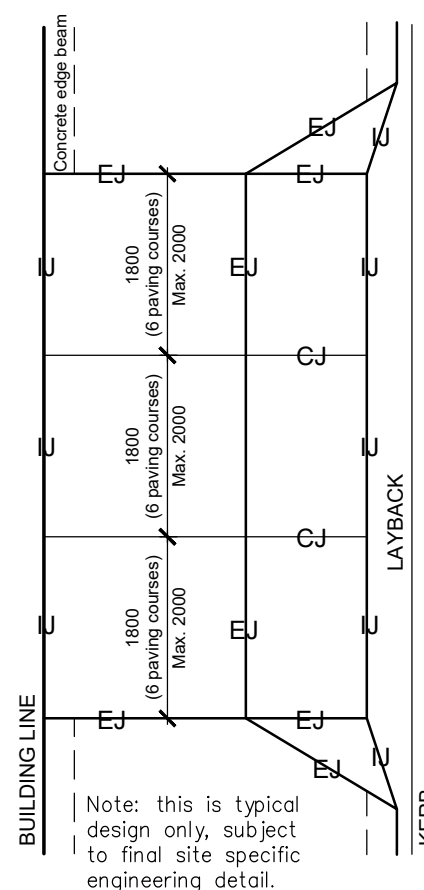 Concrete edge beam
EJ
IJ
EJ
EJ
IJ
1800
(6 paving courses)
Max. 2000
EJ
IJ
CJ
IJ
1800
(6 paving courses)
Max. 2000
IJ
CJ
LAYBACK
IJ
1800
(6 paving courses)
Max. 2000
EJ
IJ
EJ
EJ
IJ
EJ
BUILDING LINE
KERB
Note: this is typical
design only, subject
to final site specific
engineering detail.